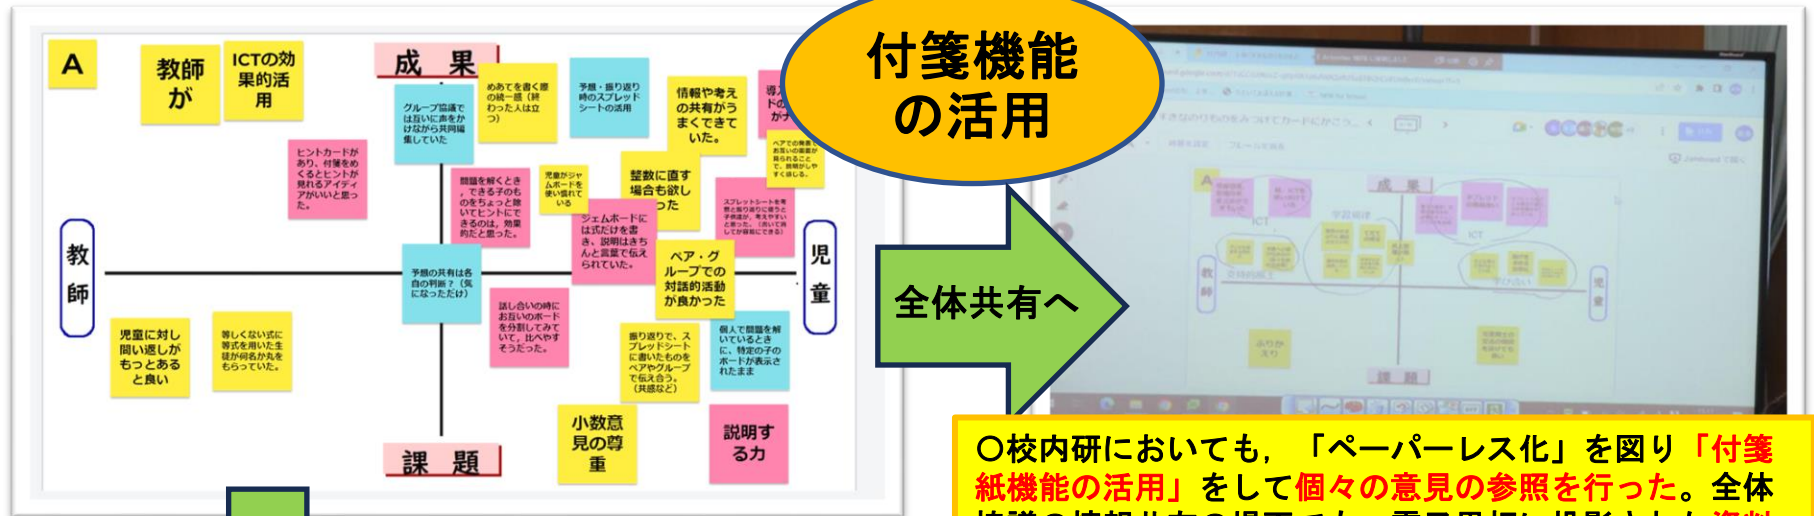 A
教師
が
ICTの効
果的活
用
成 果
グループ協議で
は互いに声をか
けながら共同編
集していた
めあてを書く際
の統一感（終
わった人は立
つ）
予想・振り返り
時のスプレッド
シートの活用
情報や考え
の共有がう
まくできて
いた。
付箋機能
の活用
ヒントカードが
あり、付箋をめ
くるとヒントが
見れるアイディ
アがいいと思っ
た。
問題を解くとき
，できる子のも
のをちょっと除
いてヒントにで
きるのは，効果
的だと思った。
児童がジャ
ムボードを
使い慣れて
いる
整数に直す
場合も欲し
った
ジェムボードに
は式だけを書
き、説明はきち
んと言葉で伝え
られていた。
ペア・グ
ループでの
対話的活動
が良かった
教
師
児
童
予想の共有は各
自の判断？（気
になっただけ）
話し合いの時に
お互いのボード
を分割してみて
いて，比べやす
そうだった。
児童に対し
問い返しが
もっとある
と良い
等しくない式に
等式を用いた生
徒が何名か丸を
もらっていた。
振り返りで、ス
プレッドシート
に書いたものを
ペアやグループ
で伝え合う。
（共感など）
個人で問題を解
いているとき
に、特定の子の
ボードが表示さ
れたまま
小数意
見の尊
重
説明す
る力
課 題
全体共有へ
A
成 果
ICT
学習規律
ICT
教
師
児
童
ふりか
えり
課 題
〇校内研においても，「ペーパーレス化」を図り「付箋
紙機能の活用」をして個々の意見の参照を行った。全体